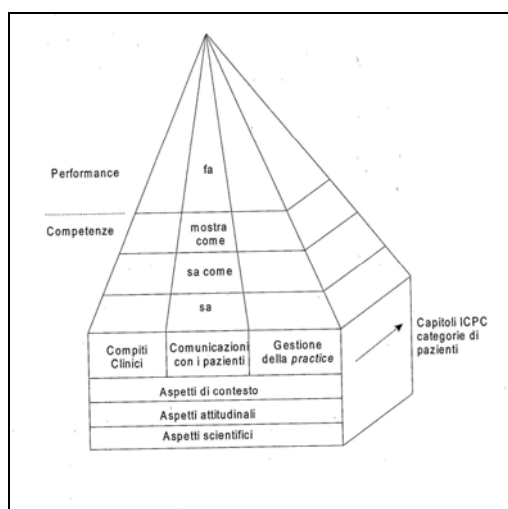 Performance
fa
Competenze
mostra
come
sa come
sa
Compiti
Clinici
Comunicazioni
con i pazienti
Gestione
della practice
Capitoli ICPC
categorie di
pazienti
Aspetti di contesto
Aspetti attitudinali
Aspetti scientifici